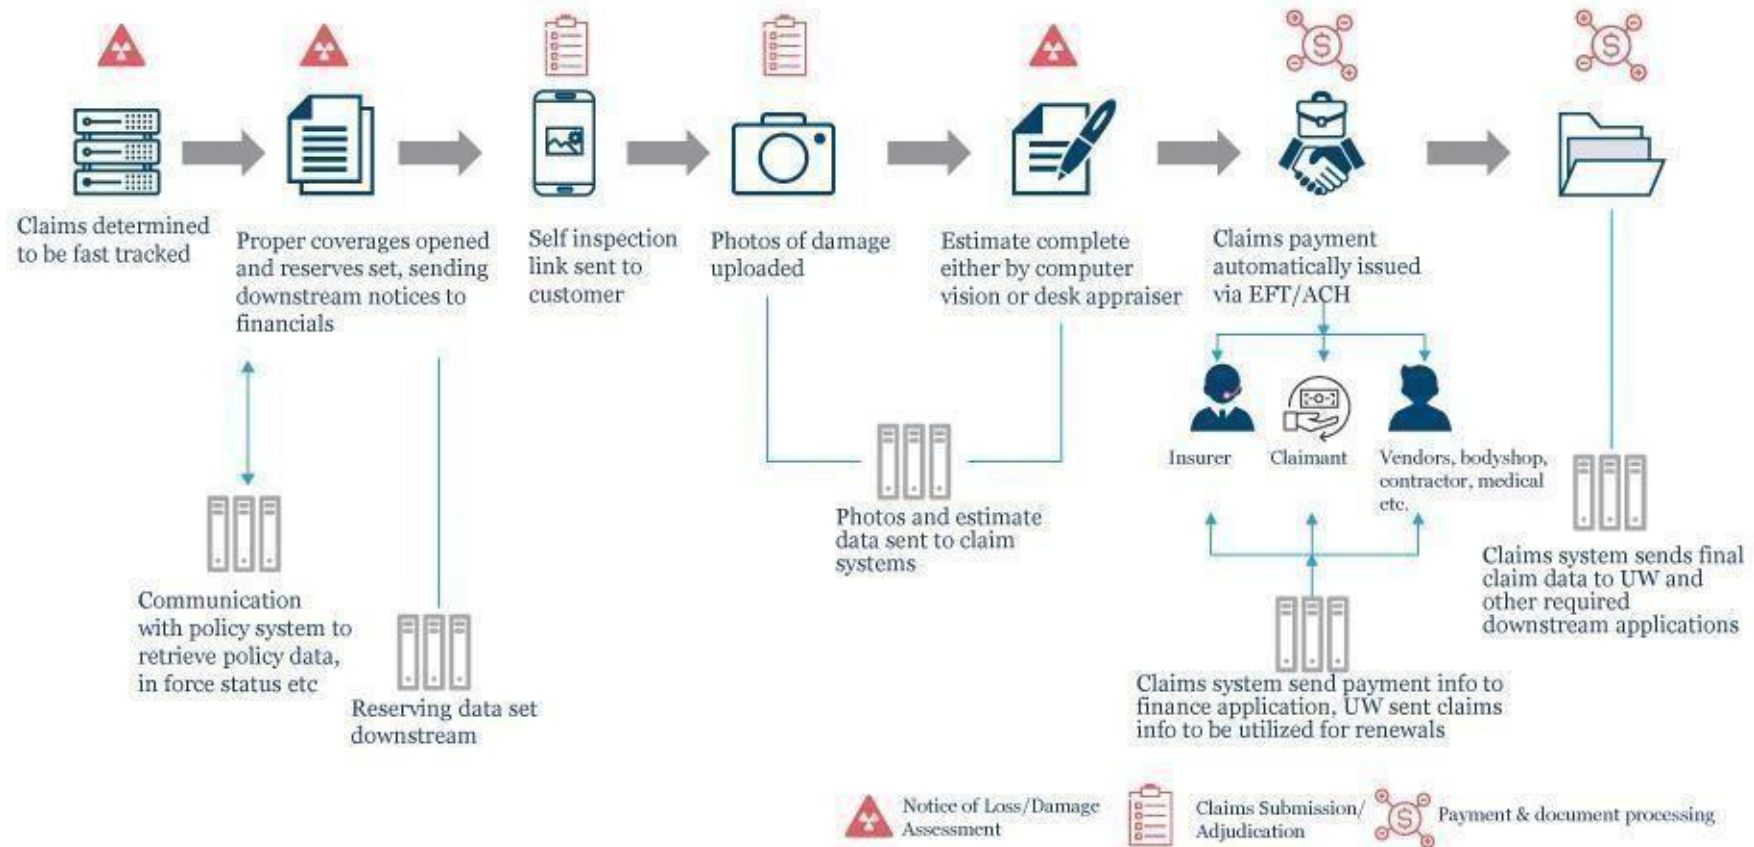 Claims determined
to be fast tracked
Proper coverages opened
and reserves set, sending
downstream notices to
financials
Self inspection
link sent to
customer
Photos of damage
uploaded
Estimate complete
either by computer
vision or desk appraiser
Claims payment
automatically issued
via EFT/ACH
Insurer
Claimant
Vendors, bodyshop,
contractor, medical
etc.
Communication
with policy system to
retrieve policy data,
in force status etc
Reserving data set
downstream
Photos and estimate
data sent to claim
systems
Claims system send payment info to
finance application, UW sent claims
info to be utilized for renewals
Claims system sends final
claim data to UW and
other required
downstream applications
Notice of Loss/Damage
Assessment
Claims Submission/
Adjudication
Payment & document processing